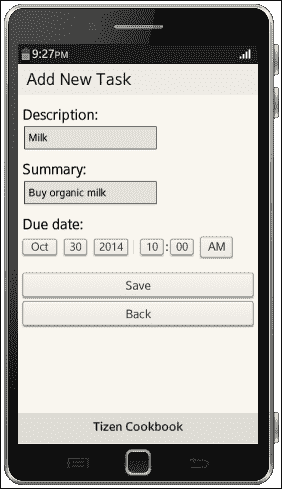 9:27PM
Add New Task
Description:
Milk
Summary:
Buy organic milk
Due date:
Oct 30 2014 10 : 00 AM
Save
Back
Tizen Cookbook